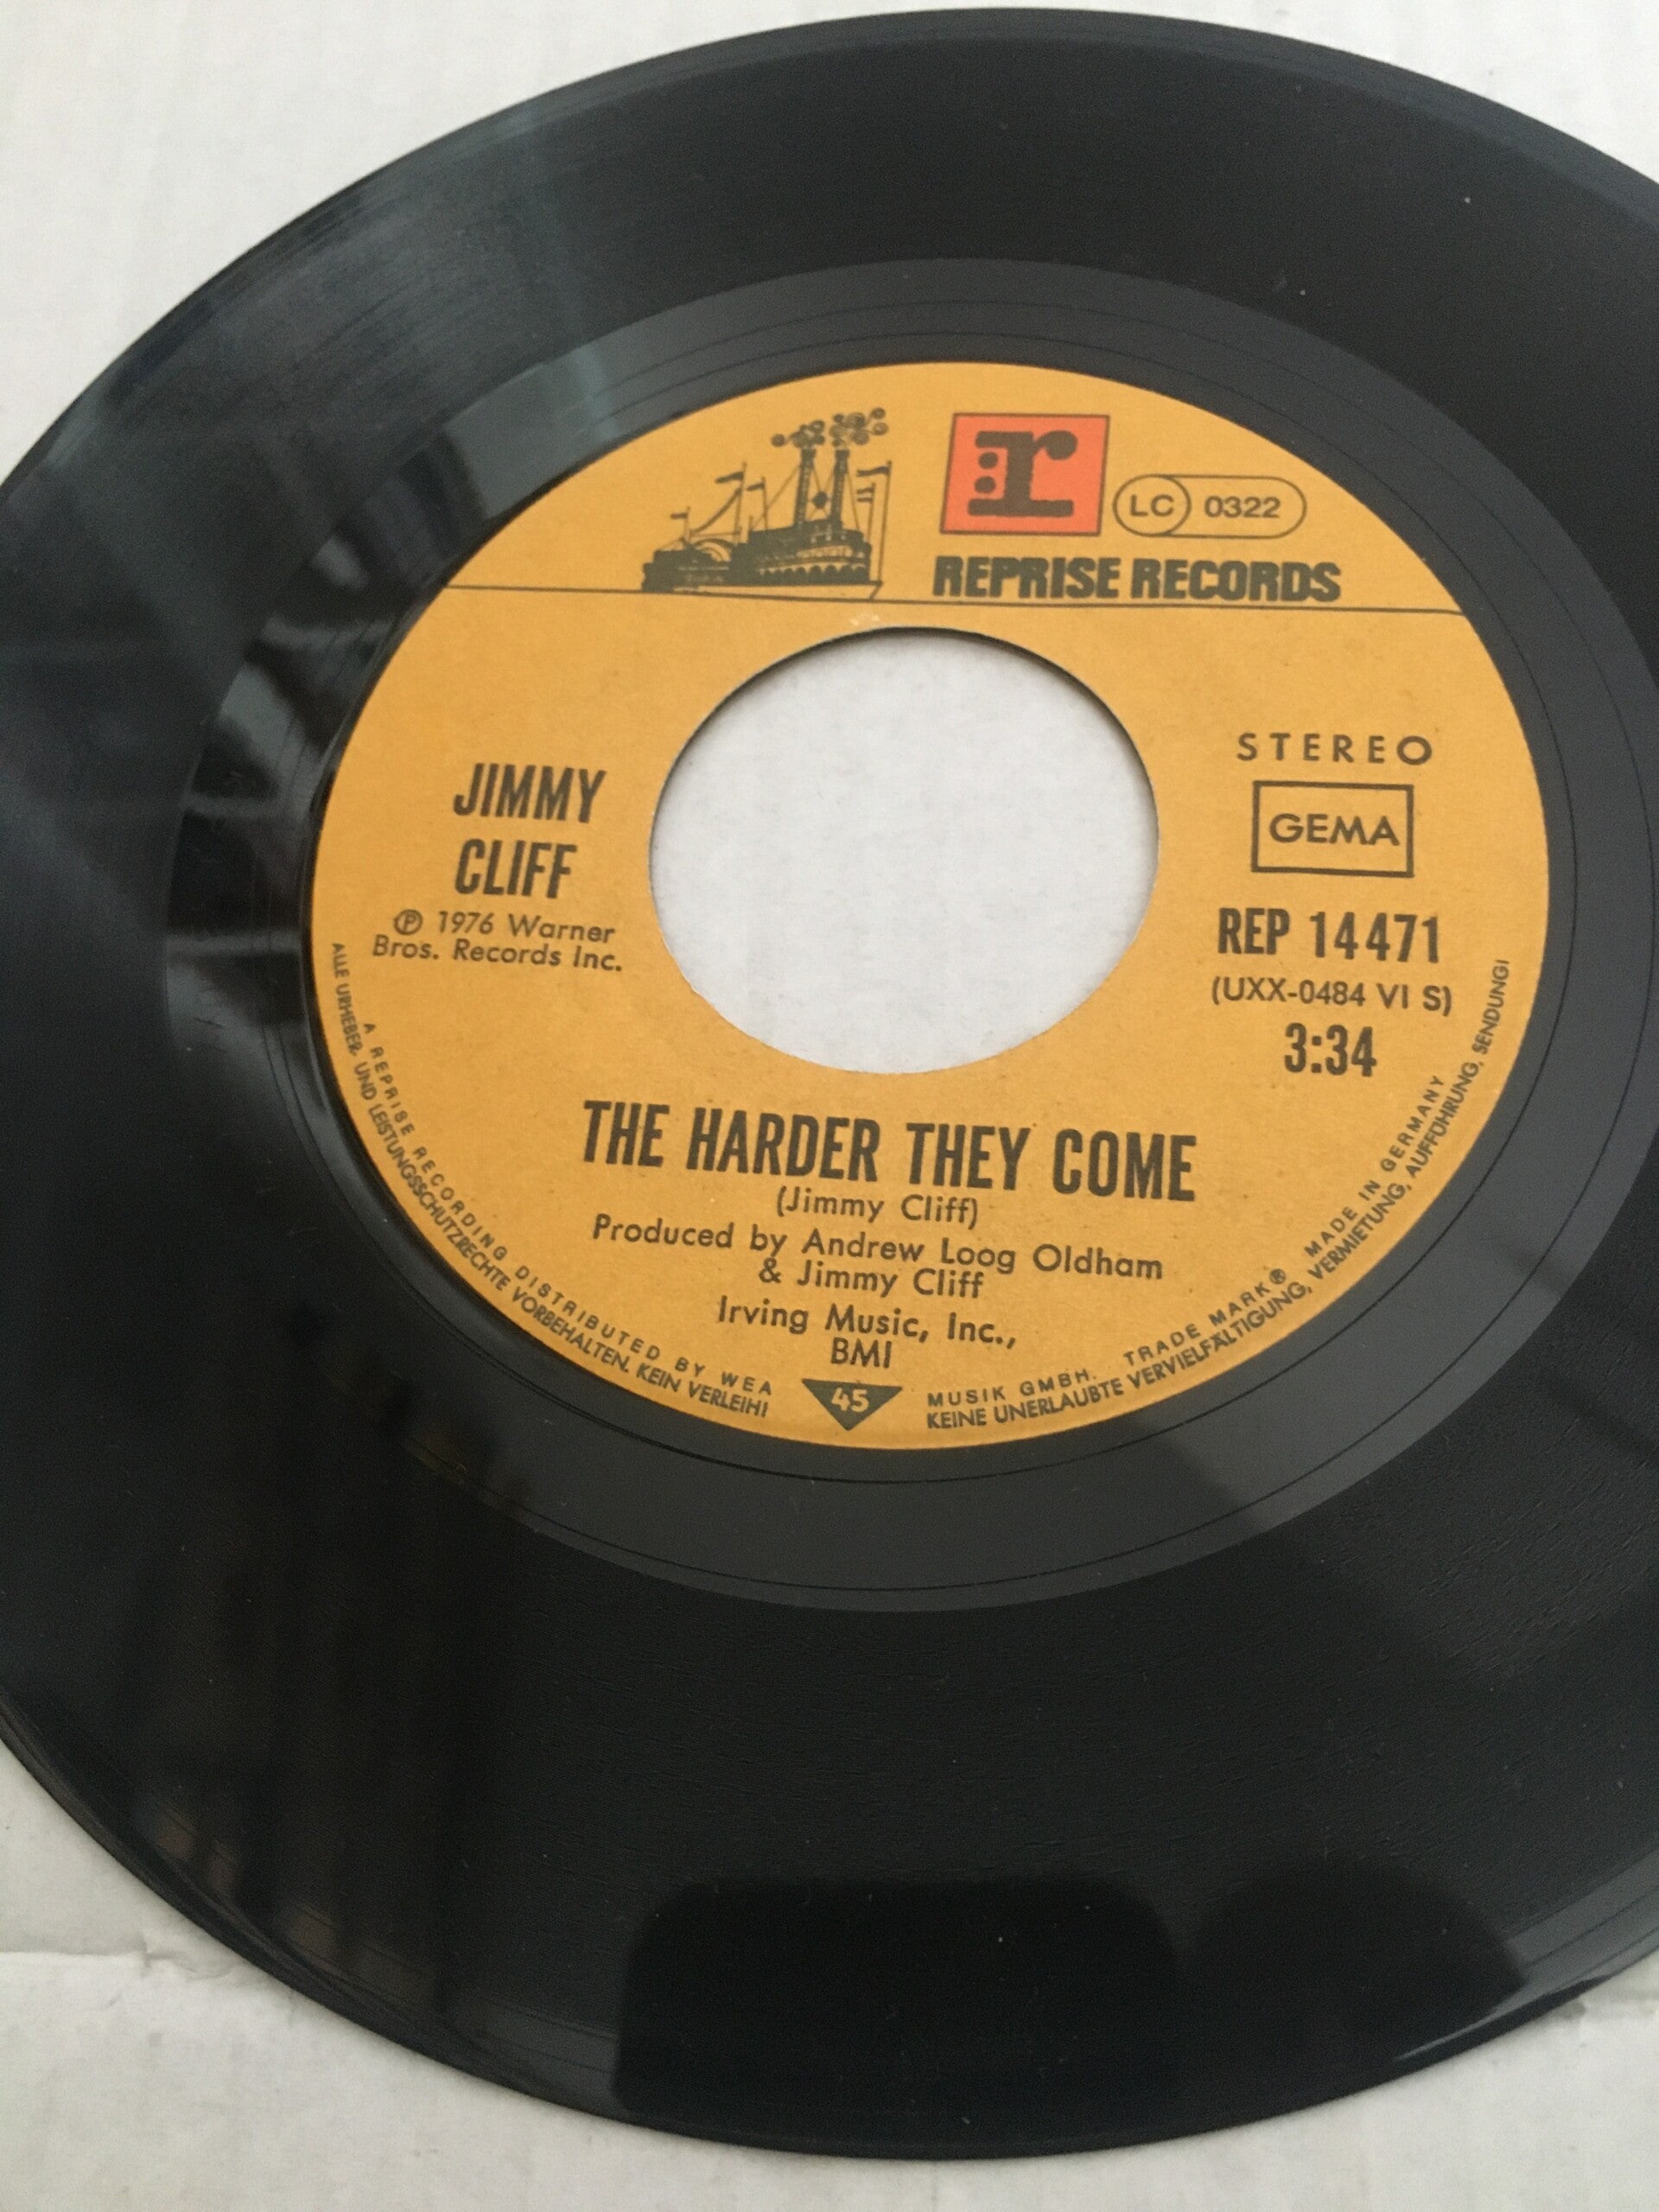 r
LC 0322
REPRISE RECORDS
JIMMY
CLIFF
℗ 1976 Warner
Bros. Records Inc.
STEREO
GEMA
REP 14471
(UXX-0484 VI S)
3:34
THE HARDER THEY COME
(Jimmy Cliff)
Produced by Andrew Loog Oldham
& Jimmy Cliff
Irving Music, Inc.,
BMI
45
A REPRISE RECORDING DISTRIBUTED BY WEA MUSIK GMBH. TRADE MARK® MADE IN GERMANY
ALLE URHEBER- UND LEISTUNGSSCHUTZRECHTE VORBEHALTEN. KEIN VERLEIH! KEINE UNERLAUBTE VERVIELFÄLTIGUNG, VERMIETUNG, AUFFÜHRUNG, SENDUNG!